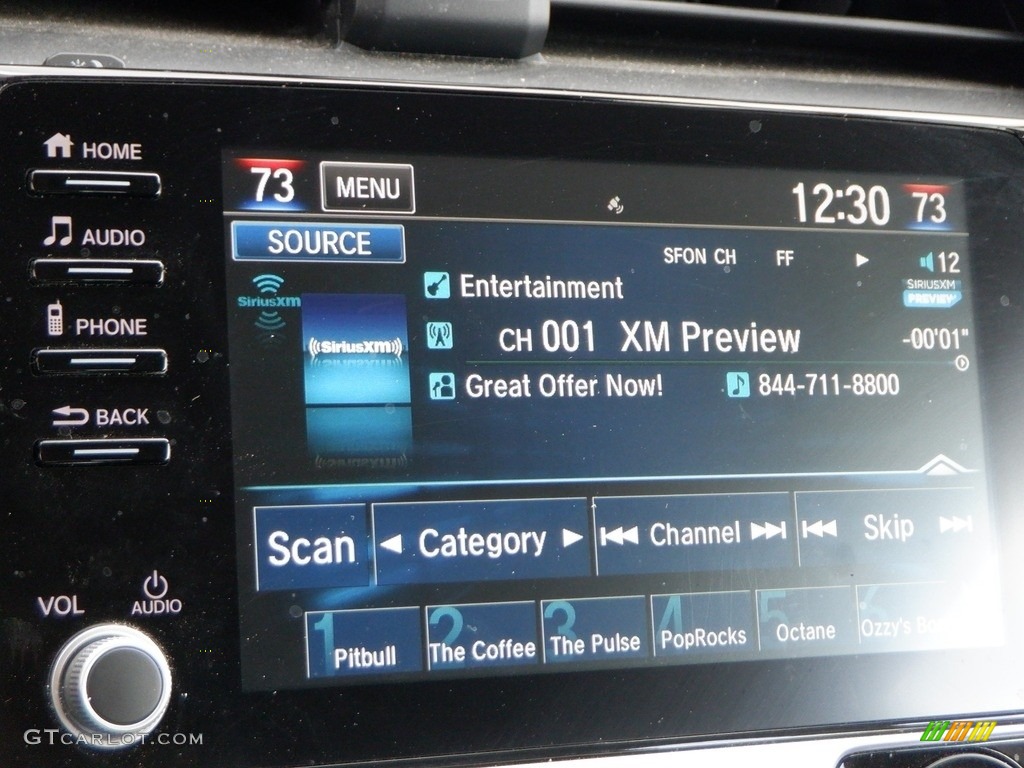 HOME
AUDIO
PHONE
BACK
VOL
AUDIO
73 MENU 12:30 73
SOURCE
SFON CH FF 12
SiriusXM
SIRIUSXM
PREVIEW
Entertainment
((SiriusXM))
CH 001 XM Preview -00'01"
Great Offer Now! 844-711-8800
Scan Category Channel Skip
1 Pitbull
2 The Coffee
3 The Pulse
4 PopRocks
5 Octane
6 Ozzy's
GTcarlot.com